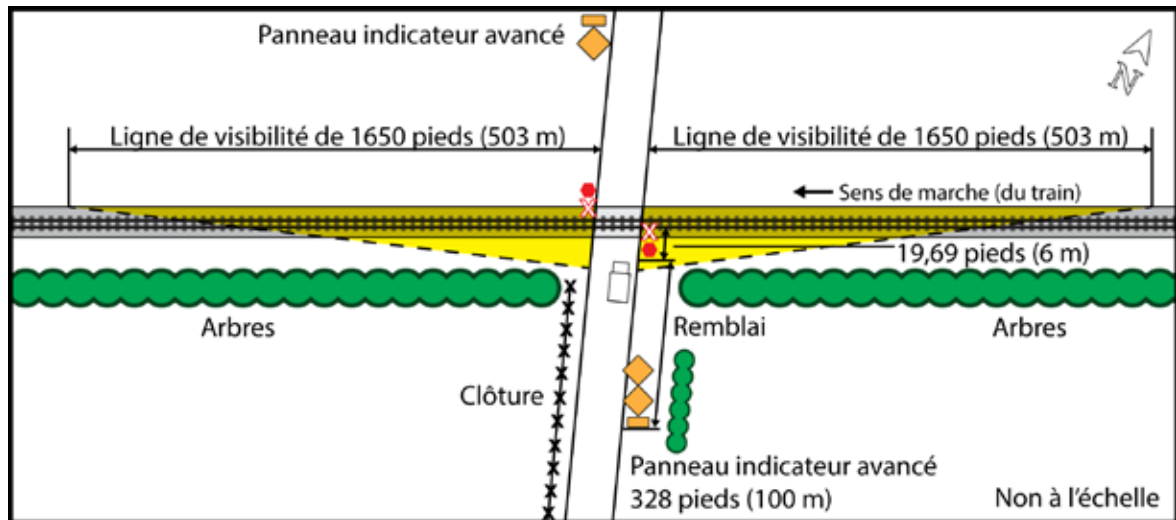 Panneau indicateur avancé
N
Ligne de visibilité de 1650 pieds (503 m)
Ligne de visibilité de 1650 pieds (503 m)
Sens de marche (du train)
19,69 pieds (6 m)
Arbres
Remblai
Arbres
Clôture
Panneau indicateur avancé
328 pieds (100 m)
Non à l'échelle